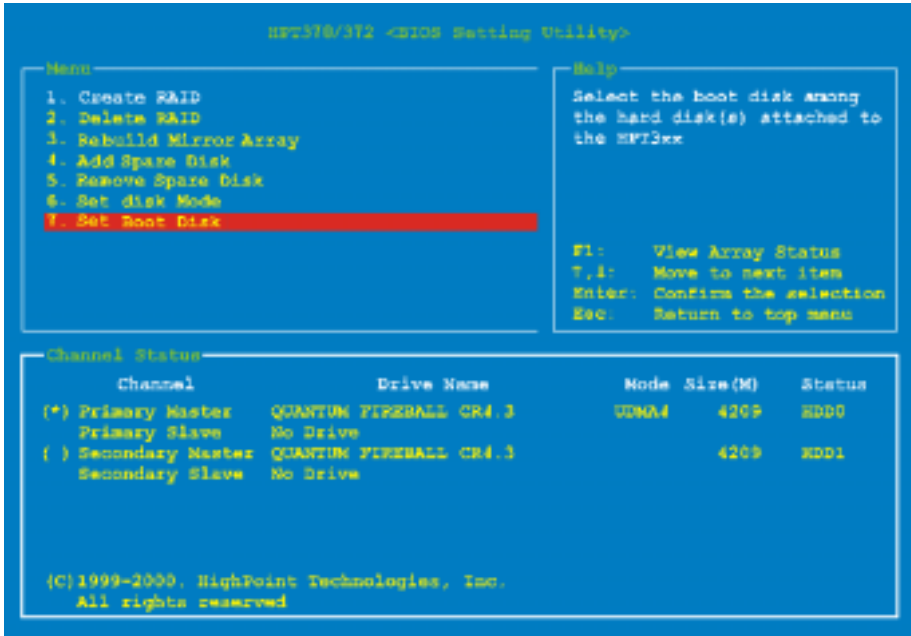 HPT370/372 <BIOS Setting Utility>
Menu
1. Create RAID
2. Delete RAID
3. Rebuild Mirror Array
4. Add Spare Disk
5. Remove Spare Disk
6. Set disk Mode
7. Set Boot Disk
Help
Select the boot disk among
the hard disk(s) attached to
the HPT3xx
F1: View Array Status
↑,↓: Move to next item
Enter: Confirm the selection
Esc: Return to top menu
Channel Status
Channel Drive Name Mode Size(M) Status
(*) Primary Master QUANTUM FIREBALL CR4.3 UDMA4 4209 HDD0
Primary Slave No Drive
( ) Secondary Master QUANTUM FIREBALL CR4.3 4209 HDD1
Secondary Slave No Drive
(C)1999-2000. HighPoint Technologies, Inc.
All rights reserved